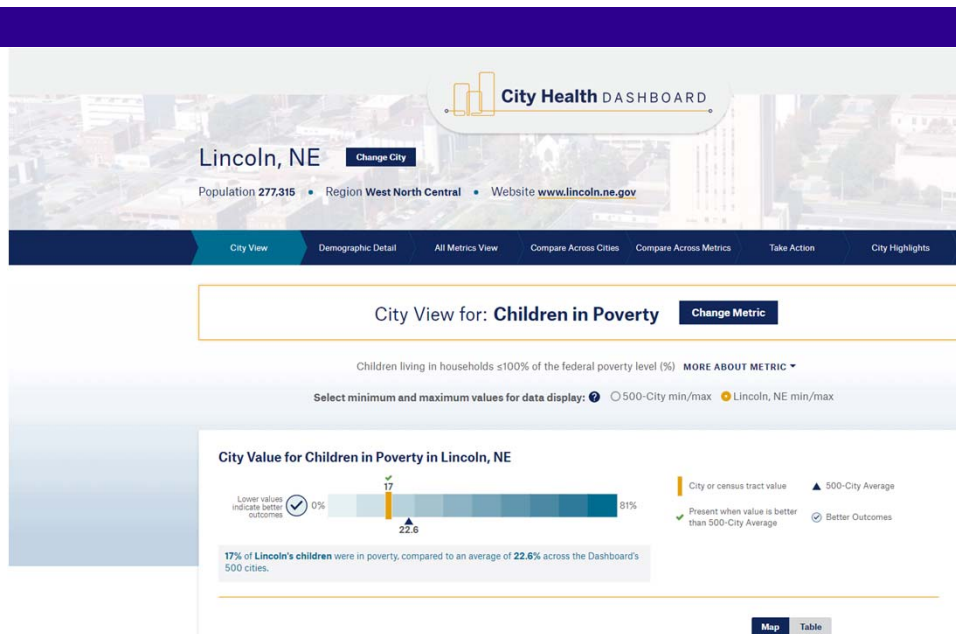 City Health DASHBOARD
Lincoln, NE Change City
Population 277,315 • Region West North Central • Website www.lincoln.ne.gov
City View Demographic Detail All Metrics View Compare Across Cities Compare Across Metrics Take Action City Highlights
City View for: Children in Poverty Change Metric
Children living in households ≤100% of the federal poverty level (%) MORE ABOUT METRIC
Select minimum and maximum values for data display: ? 500-City min/max Lincoln, NE min/max
City Value for Children in Poverty in Lincoln, NE
17
Lower values
indicate better
outcomes
0%
81%
22.6
City or census tract value
500-City Average
Present when value is better
than 500-City Average
Better Outcomes
17% of Lincoln's children were in poverty, compared to an average of 22.6% across the Dashboard's
500 cities.
Map Table